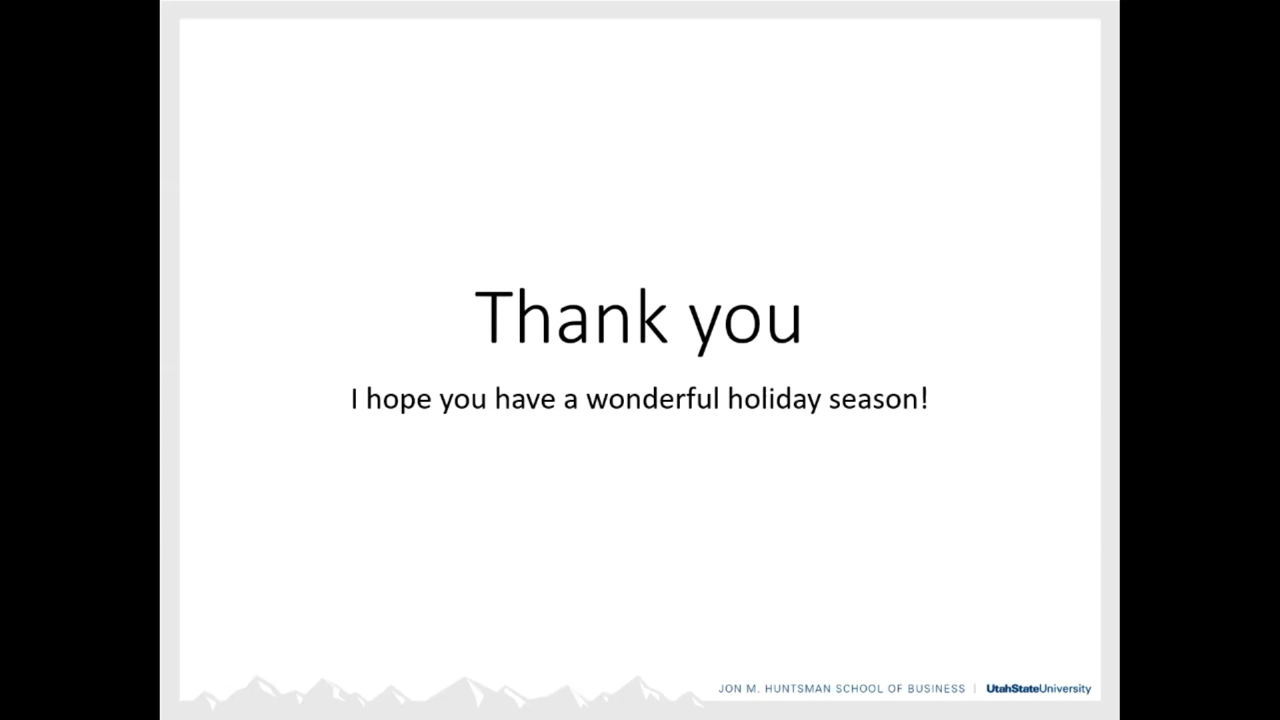 Thank you
I hope you have a wonderful holiday season!
JON M. HUNTSMAN SCHOOL OF BUSINESS | UtahStateUniversity